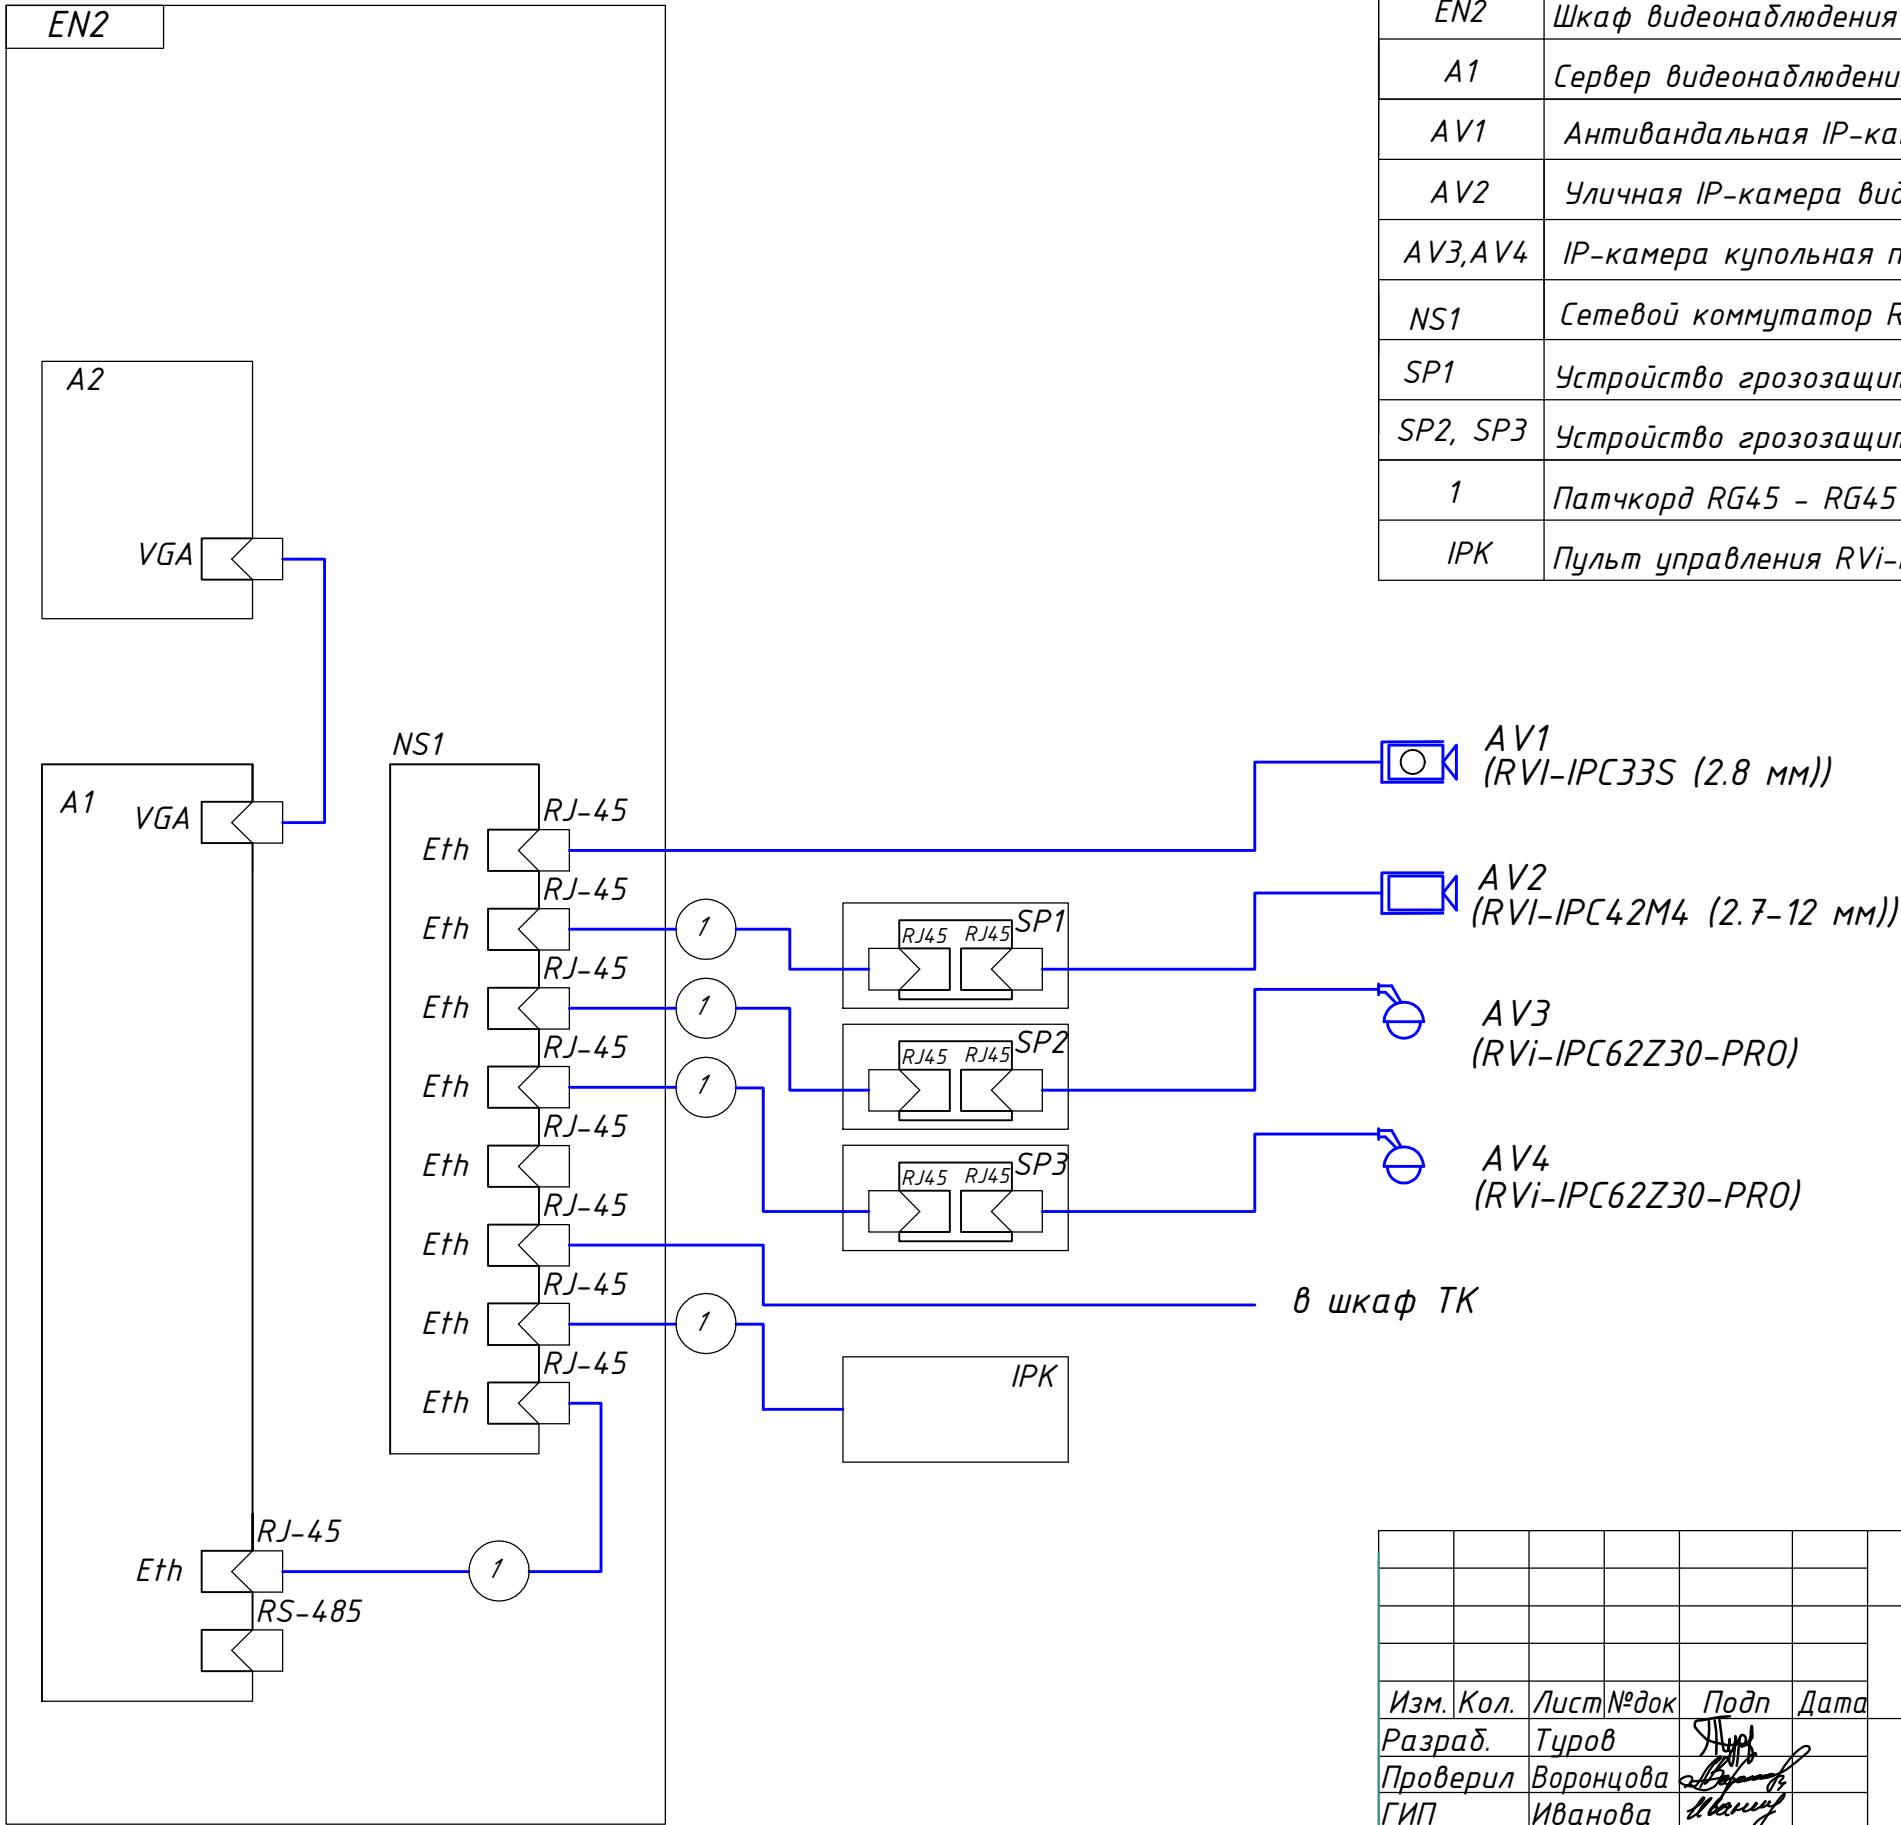 EN2
A2
VGA
A1
VGA
NS1
RJ-45
Eth
RJ-45
Eth
RJ-45
Eth
RJ-45
Eth
RJ-45
Eth
RJ-45
Eth
RJ-45
Eth
RJ-45
Eth
RJ-45
Eth
RS-485
1
1
1
1
1
RJ45 RJ45 SP1
RJ45 RJ45 SP2
RJ45 RJ45 SP3
в шкаф ТК
IPK
AV1
(RVI-IPC33S (2.8 мм))
AV2
(RVI-IPC42M4 (2.7-12 мм))
AV3
(RVi-IPC62Z30-PRO)
AV4
(RVi-IPC62Z30-PRO)
EN2 Шкаф видеонаблюдения
A1 Сервер видеонаблюдени
AV1 Антивандальная IP-ка
AV2 Уличная IP-камера вид
AV3,AV4 IP-камера купольная п
NS1 Сетевой коммутатор R
SP1 Устройство грозозащит
SP2, SP3 Устройство грозозащит
1 Патчкорд RG45 - RG45
IPK Пульт управления RVi-
Изм. Кол. Лист №док Подп Дата
Разраб. Туров
Проверил Воронцова
ГИП Иванова